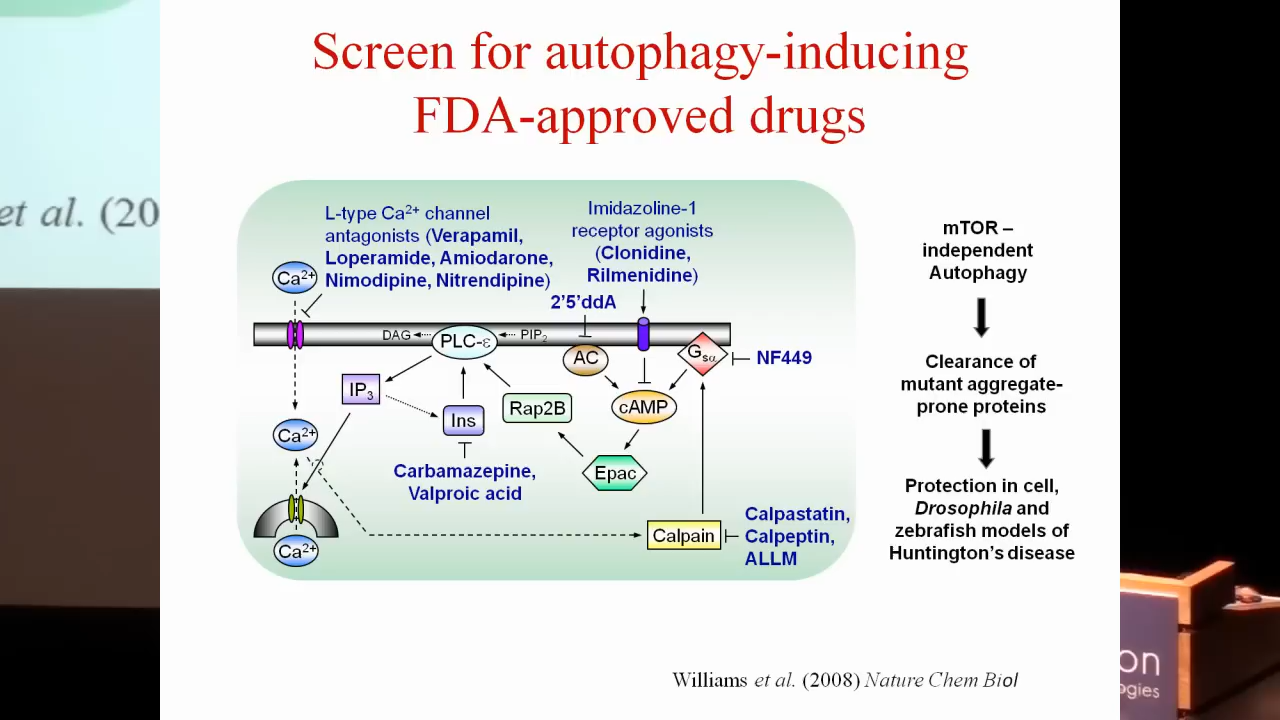 Screen for autophagy-inducing
FDA-approved drugs
et al. (20
L-type Ca²⁺ channel
antagonists (Verapamil,
Loperamide, Amiodarone,
Nimodipine, Nitrendipine)
Imidazoline-1
receptor agonists
(Clonidine,
Rilmenidine)
2'5'ddA
Ca²⁺
DAG
PLC-ε
PIP₂
AC
Gsα
NF449
IP₃
Ins
Rap2B
cAMP
Ca²⁺
Carbamazepine,
Valproic acid
Epac
Ca²⁺
Calpain
Calpastatin,
Calpeptin,
ALLM
mTOR –
independent
Autophagy
Clearance of
mutant aggregate-
prone proteins
Protection in cell,
Drosophila and
zebrafish models of
Huntington's disease
Williams et al. (2008) Nature Chem Biol
on
ogies